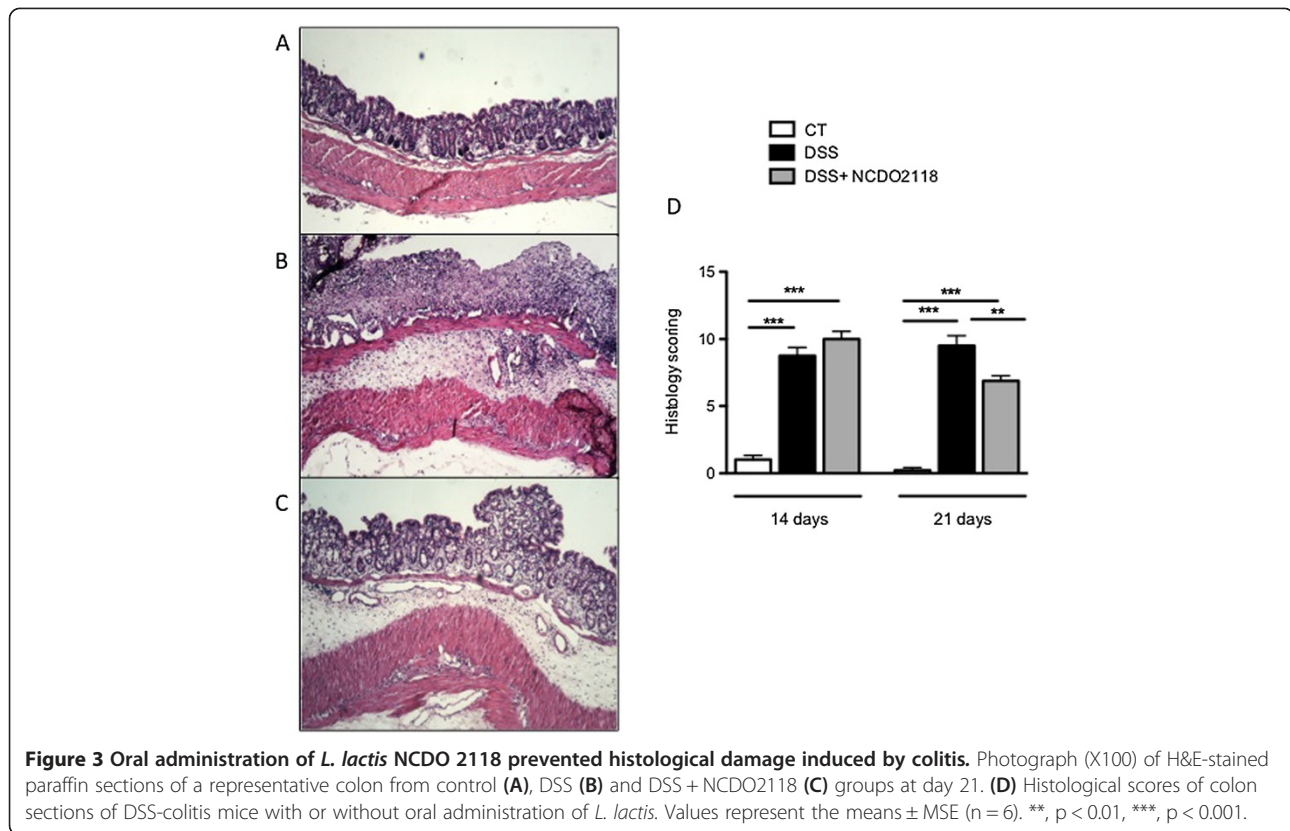 A
B
C
CT
DSS
DSS+ NCDO2118
D
Histology scoring
15
10
5
0
***
***
***
***
**
14 days
21 days
Figure 3 Oral administration of L. lactis NCDO 2118 prevented histological damage induced by colitis. Photograph (X100) of H&E-stained
paraffin sections of a representative colon from control (A), DSS (B) and DSS + NCDO2118 (C) groups at day 21. (D) Histological scores of colon
sections of DSS-colitis mice with or without oral administration of L. lactis. Values represent the means ± MSE (n = 6). **, p < 0.01, ***, p < 0.001.